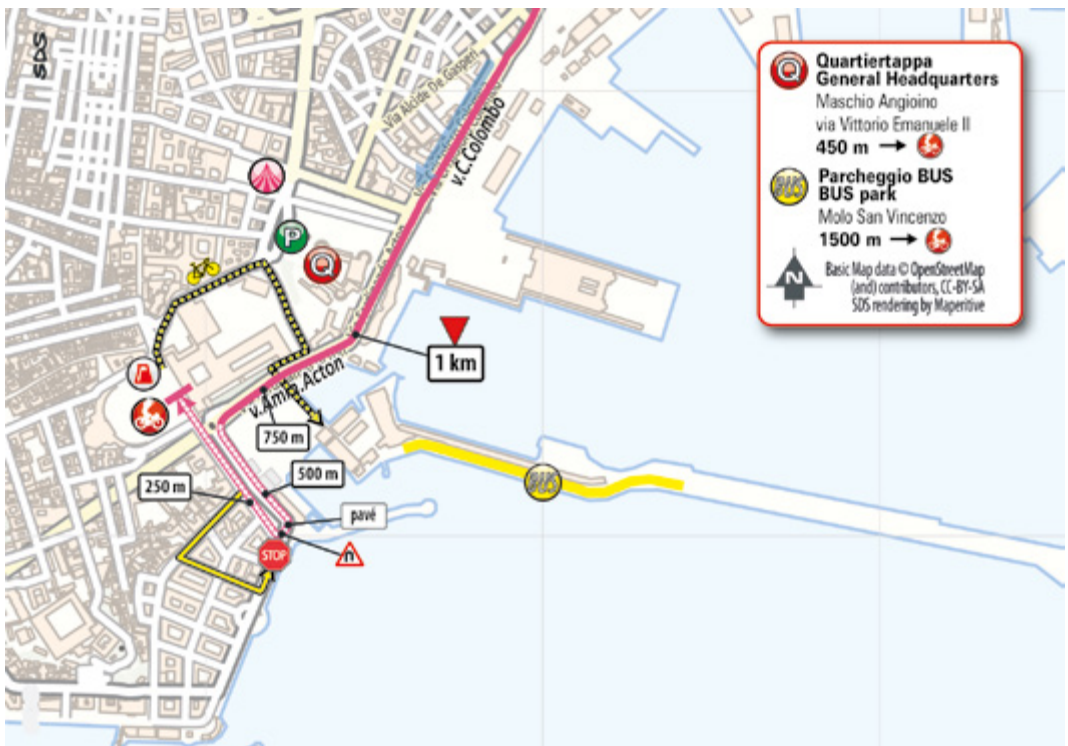 SDS
Via Alcide De Gasperi
v.C.Colombo
P
Q
1 km
v.Amm.Acton
750 m
500 m
250 m
pavé
STOP
n
BUS
Q
Quartiertappa
General Headquarters
Maschio Angioino
via Vittorio Emanuele II
450 m →
BUS
Parcheggio BUS
BUS park
Molo San Vincenzo
1500 m →
N
Basic Map data © OpenStreetMap
(and) contributors, CC-BY-SA
SDS rendering by Maperitive